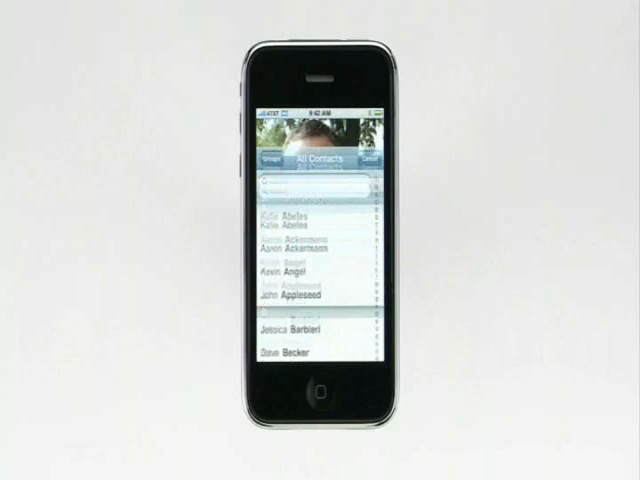 AT&T 9:42 AM
Groups All Contacts Cancel
Katie Abeles
Aaron Ackermann
Kevin Angel
John Appleseed
Jessica Barbieri
Dave Becker